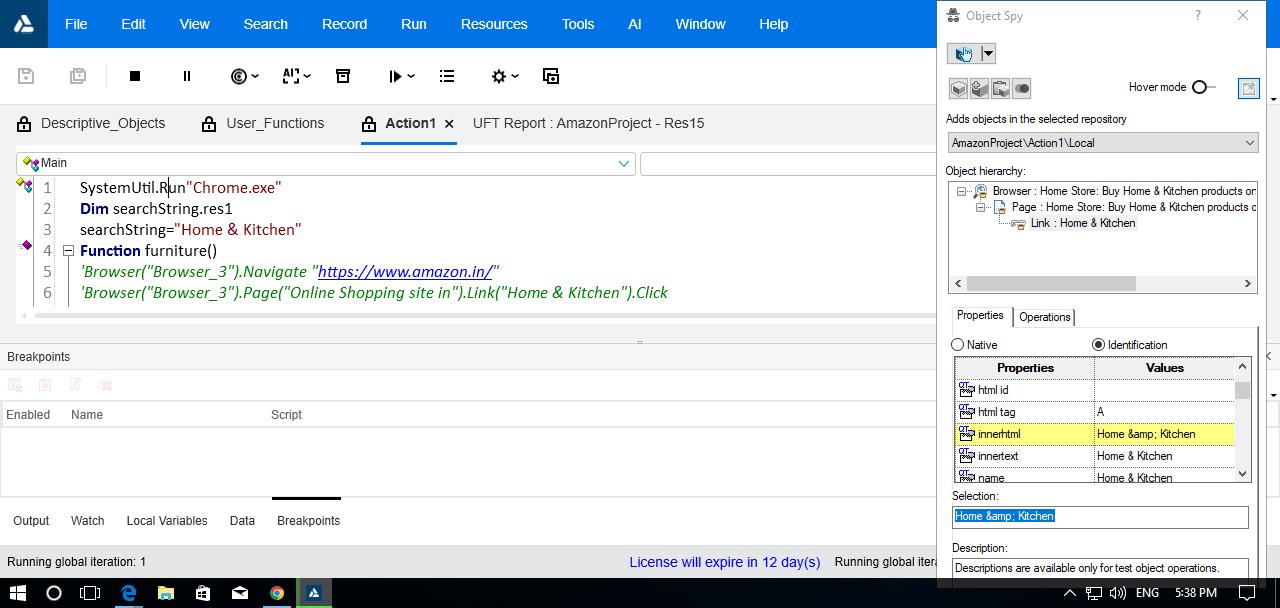 File Edit View Search Record Run Resources Tools AI Window Help
Descriptive_Objects User_Functions Action1 UFT Report : AmazonProject - Res15
Main
1 SystemUtil.Run"Chrome.exe"
2 Dim searchString.res1
3 searchString="Home & Kitchen"
4 Function furniture()
5 'Browser("Browser_3").Navigate "https://www.amazon.in/"
6 'Browser("Browser_3").Page("Online Shopping site in").Link("Home & Kitchen").Click
Breakpoints
Enabled Name Script
Output Watch Local Variables Data Breakpoints
Running global iteration: 1 License will expire in 12 day(s) Running global itera
Object Spy ?
Hover mode
Adds objects in the selected repository
AmazonProject\Action1\Local
Object hierarchy:
Browser : Home Store: Buy Home & Kitchen products on
Page : Home Store: Buy Home & Kitchen products o
Link : Home & Kitchen
Properties Operations
Native Identification
Properties Values
html id
html tag A
innerhtml Home &amp; Kitchen
innertext Home & Kitchen
name Home & Kitchen
Selection:
Home &amp; Kitchen
Description:
Descriptions are available only for test object operations.
ENG 5:38 PM